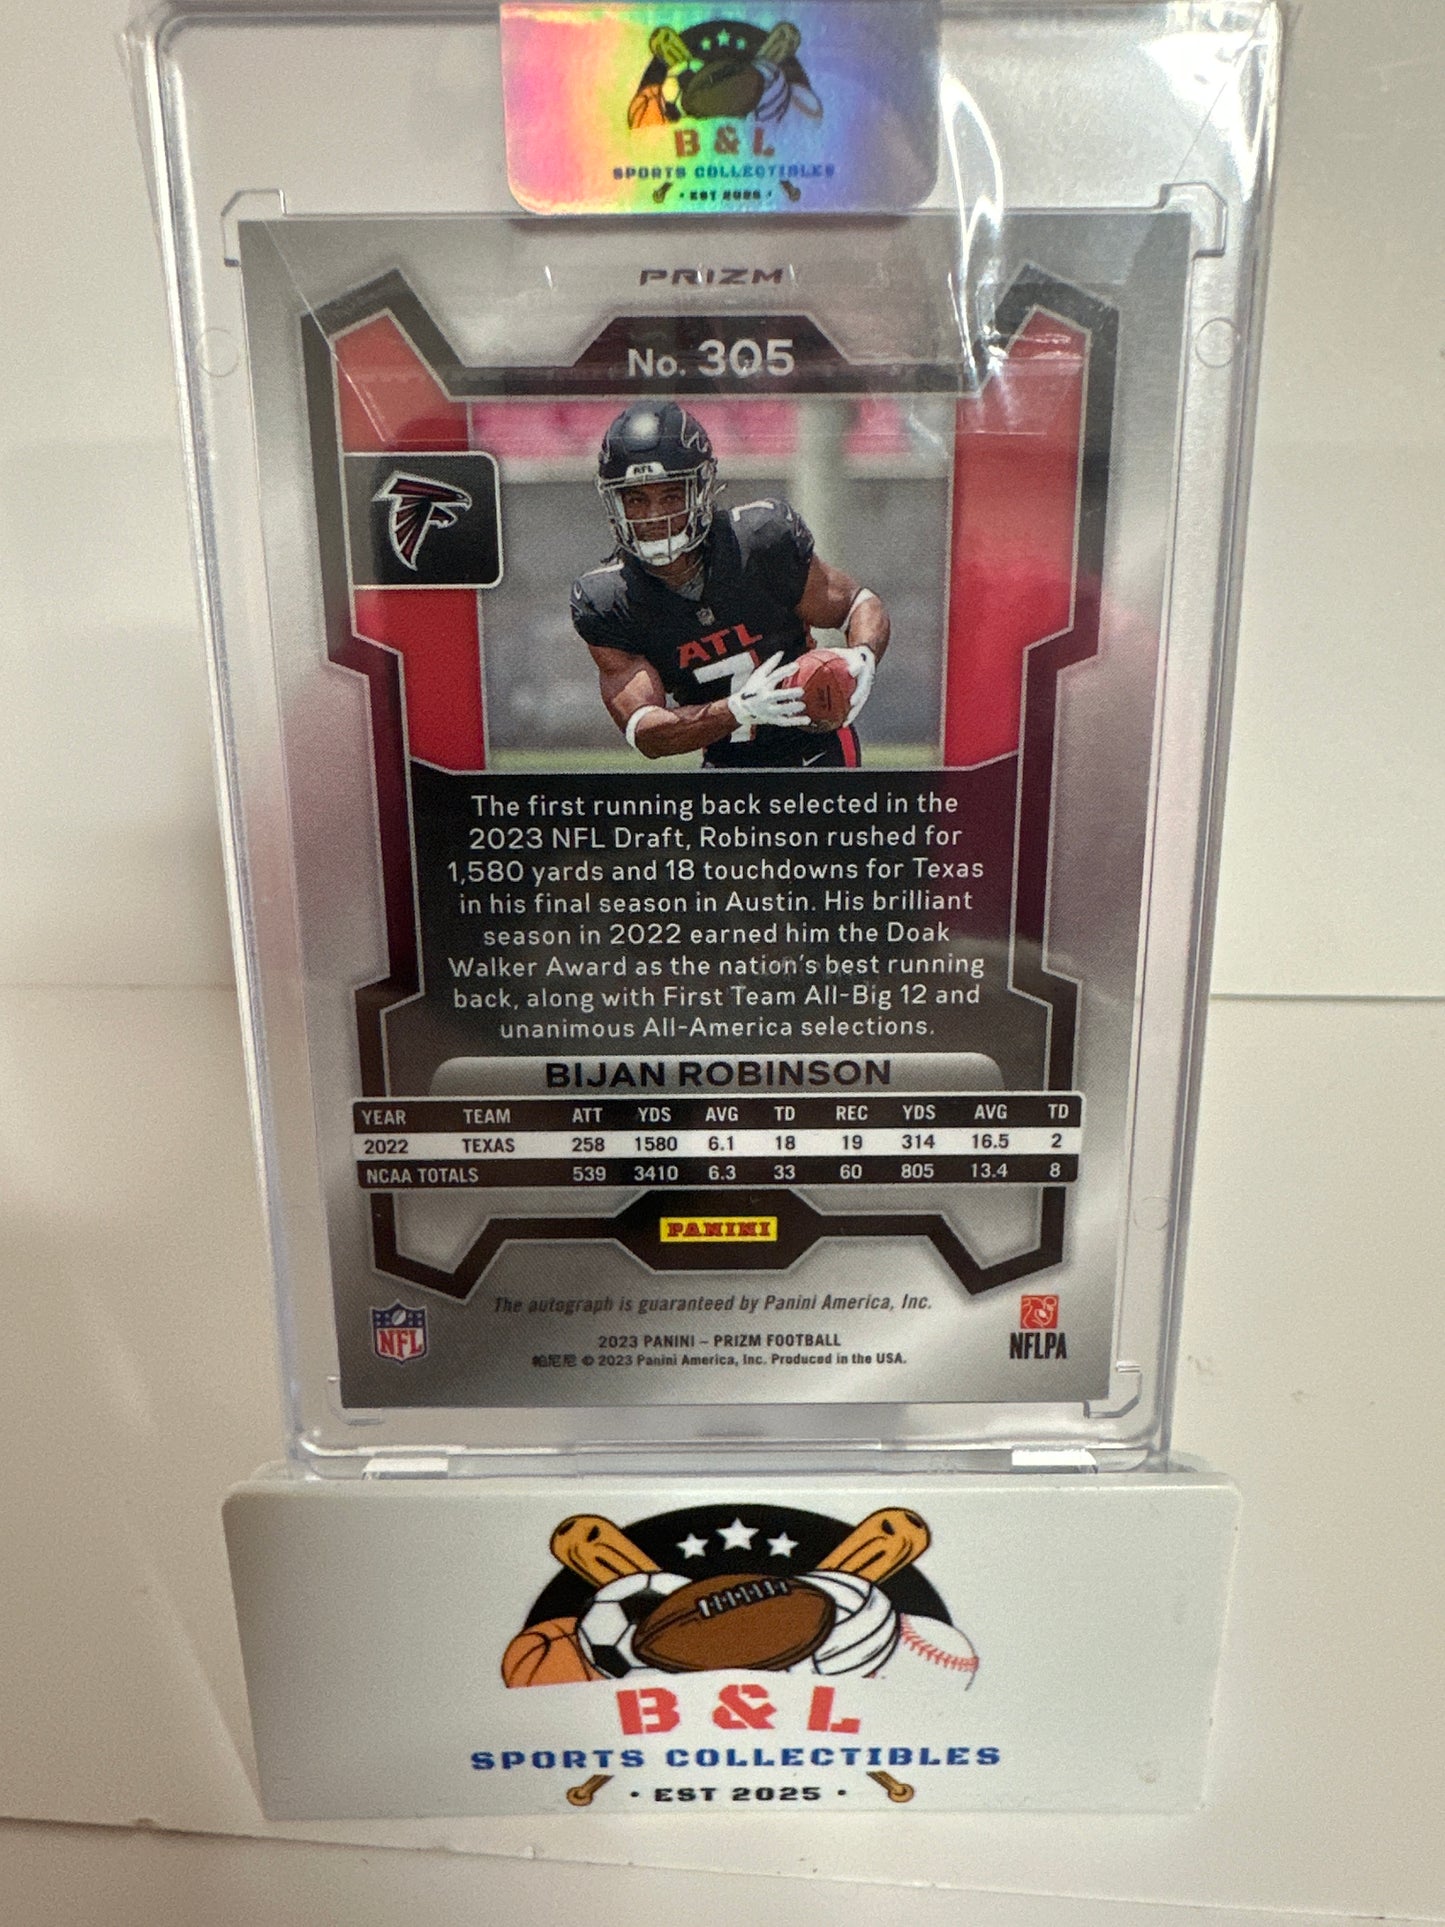 B & L
SPORTS COLLECTIBLES
• EST 2025 •
PRIZM
No. 305
AFL
7
ATL
7
The first running back selected in the
2023 NFL Draft, Robinson rushed for
1,580 yards and 18 touchdowns for Texas
in his final season in Austin. His brilliant
season in 2022 earned him the Doak
Walker Award as the nation's best running
back, along with First Team All-Big 12 and
unanimous All-America selections.
BIJAN ROBINSON
YEAR TEAM ATT YDS AVG TD REC YDS AVG TD
2022 TEXAS 258 1580 6.1 18 19 314 16.5 2
NCAA TOTALS 539 3410 6.3 33 60 805 13.4 8
PANINI
The autograph is guaranteed by Panini America, Inc.
NFL
2023 PANINI – PRIZM FOOTBALL
帕尼尼 © 2023 Panini America, Inc. Produced in the USA.
NFLPA
B & L
SPORTS COLLECTIBLES
• EST 2025 •